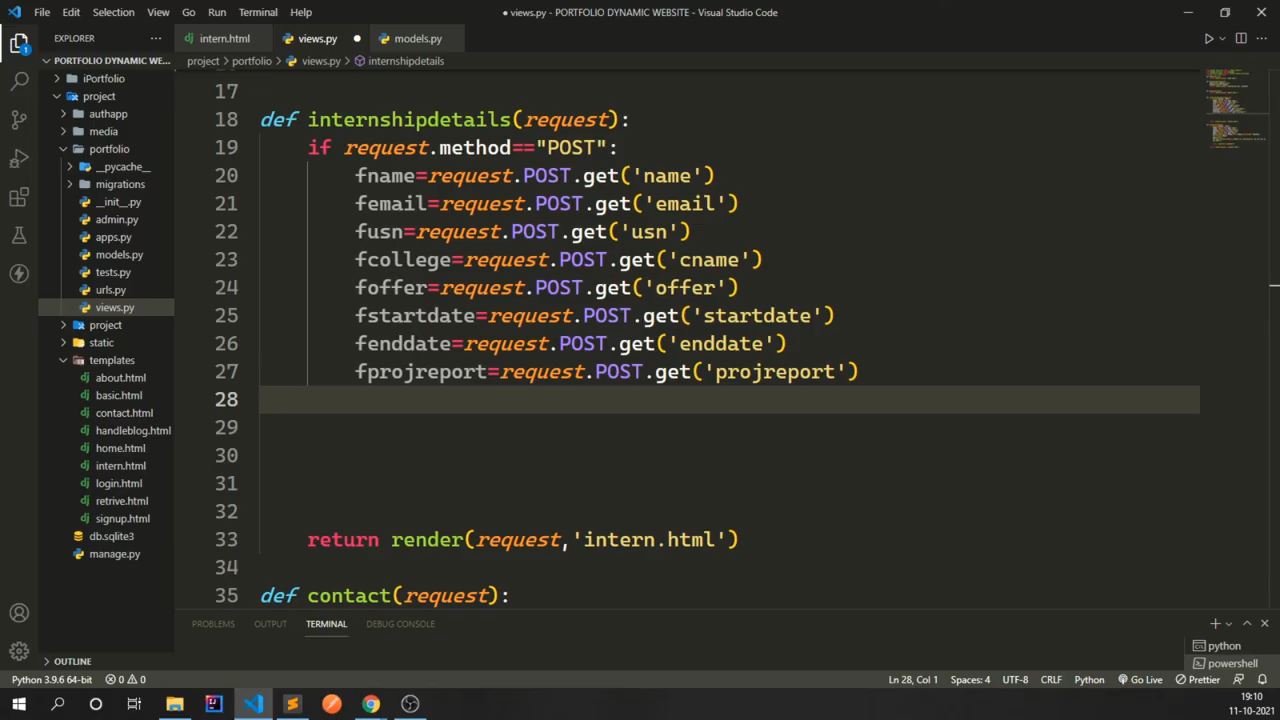 File Edit Selection View Go Run Terminal Help
● views.py - PORTFOLIO DYNAMIC WEBSITE - Visual Studio Code
EXPLORER
PORTFOLIO DYNAMIC WE...
iPortfolio
project
authapp
media
portfolio
__pycache__
migrations
__init__.py
admin.py
apps.py
models.py
tests.py
urls.py
views.py
project
static
templates
about.html
basic.html
contact.html
handleblog.html
home.html
intern.html
login.html
retrive.html
signup.html
db.sqlite3
manage.py
OUTLINE
intern.html views.py models.py
project > portfolio > views.py > internshipdetails
17
18 def internshipdetails(request):
19 if request.method=="POST":
20 fname=request.POST.get('name')
21 femail=request.POST.get('email')
22 fusn=request.POST.get('usn')
23 fcollege=request.POST.get('cname')
24 foffer=request.POST.get('offer')
25 fstartdate=request.POST.get('startdate')
26 fenddate=request.POST.get('enddate')
27 fprojreport=request.POST.get('projreport')
28
29
30
31
32
33 return render(request,'intern.html')
34
35 def contact(request):
PROBLEMS OUTPUT TERMINAL DEBUG CONSOLE
python
powershell
Python 3.9.6 64-bit 0 0 Ln 28, Col 1 Spaces: 4 UTF-8 CRLF Python Go Live Prettier
1
19:10
11-10-2021